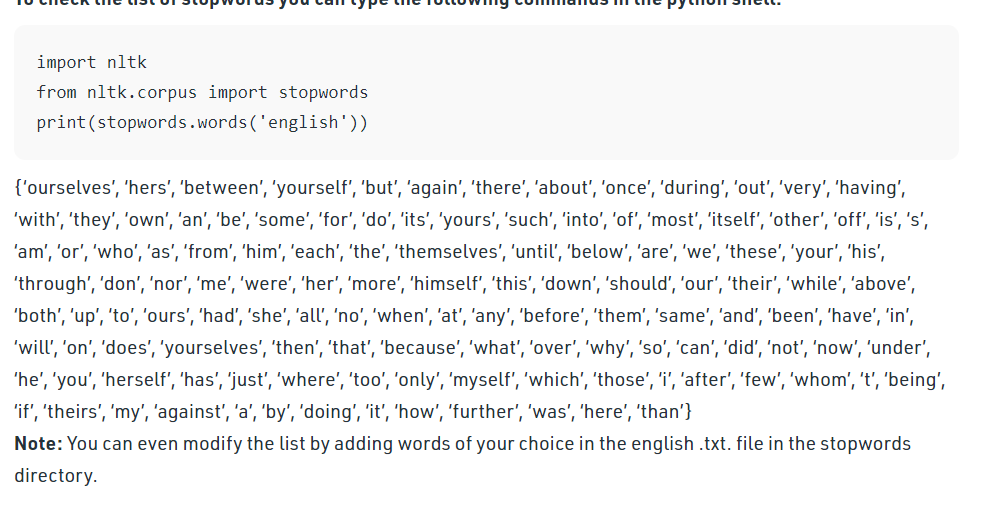 To check the list of stopwords you can type the following commands in the python shell.
import nltk
from nltk.corpus import stopwords
print(stopwords.words('english'))
{‘ourselves’, ‘hers’, ‘between’, ‘yourself’, ‘but’, ‘again’, ‘there’, ‘about’, ‘once’, ‘during’, ‘out’, ‘very’, ‘having’,
‘with’, ‘they’, ‘own’, ‘an’, ‘be’, ‘some’, ‘for’, ‘do’, ‘its’, ‘yours’, ‘such’, ‘into’, ‘of’, ‘most’, ‘itself’, ‘other’, ‘off’, ‘is’, ‘s’,
‘am’, ‘or’, ‘who’, ‘as’, ‘from’, ‘him’, ‘each’, ‘the’, ‘themselves’, ‘until’, ‘below’, ‘are’, ‘we’, ‘these’, ‘your’, ‘his’,
‘through’, ‘don’, ‘nor’, ‘me’, ‘were’, ‘her’, ‘more’, ‘himself’, ‘this’, ‘down’, ‘should’, ‘our’, ‘their’, ‘while’, ‘above’,
‘both’, ‘up’, ‘to’, ‘ours’, ‘had’, ‘she’, ‘all’, ‘no’, ‘when’, ‘at’, ‘any’, ‘before’, ‘them’, ‘same’, ‘and’, ‘been’, ‘have’, ‘in’,
‘will’, ‘on’, ‘does’, ‘yourselves’, ‘then’, ‘that’, ‘because’, ‘what’, ‘over’, ‘why’, ‘so’, ‘can’, ‘did’, ‘not’, ‘now’, ‘under’,
‘he’, ‘you’, ‘herself’, ‘has’, ‘just’, ‘where’, ‘too’, ‘only’, ‘myself’, ‘which’, ‘those’, ‘i’, ‘after’, ‘few’, ‘whom’, ‘t’, ‘being’,
‘if’, ‘theirs’, ‘my’, ‘against’, ‘a’, ‘by’, ‘doing’, ‘it’, ‘how’, ‘further’, ‘was’, ‘here’, ‘than’}
Note: You can even modify the list by adding words of your choice in the english .txt. file in the stopwords
directory.